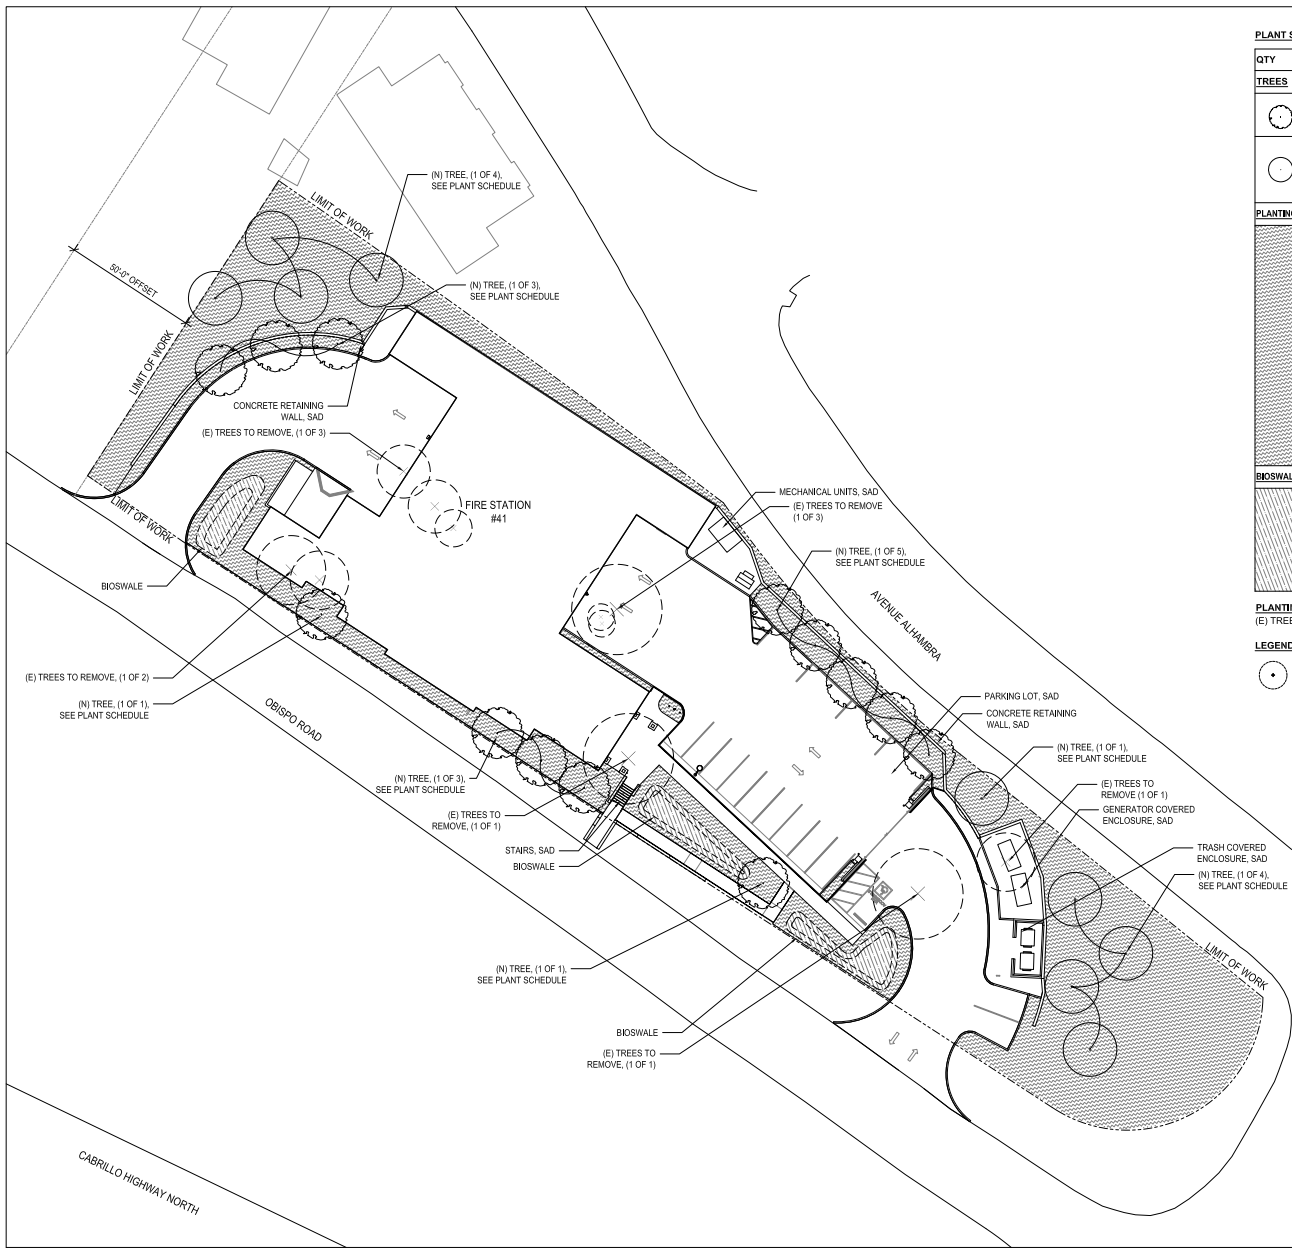 PLANT S
QTY
TREES
PLANTING
BIOSWAL
PLANTI
(E) TREE
LEGEND
(N) TREE, (1 OF 4),
SEE PLANT SCHEDULE
LIMIT OF WORK
50'-0" OFFSET
(N) TREE, (1 OF 3),
SEE PLANT SCHEDULE
LIMIT OF WORK
CONCRETE RETAINING
WALL, SAD
(E) TREES TO REMOVE, (1 OF 3)
LIMIT OF WORK
FIRE STATION
#41
MECHANICAL UNITS, SAD
(E) TREES TO REMOVE
(1 OF 3)
(N) TREE, (1 OF 5),
SEE PLANT SCHEDULE
BIOSWALE
AVENUE ALHAMBRA
(E) TREES TO REMOVE, (1 OF 2)
(N) TREE, (1 OF 1),
SEE PLANT SCHEDULE
OBISPO ROAD
PARKING LOT, SAD
CONCRETE RETAINING
WALL, SAD
(N) TREE, (1 OF 1),
SEE PLANT SCHEDULE
(N) TREE, (1 OF 3),
SEE PLANT SCHEDULE
(E) TREES TO
REMOVE (1 OF 1)
GENERATOR COVERED
ENCLOSURE, SAD
(E) TREES TO
REMOVE, (1 OF 1)
STAIRS, SAD
BIOSWALE
TRASH COVERED
ENCLOSURE, SAD
(N) TREE, (1 OF 4),
SEE PLANT SCHEDULE
LIMIT OF WORK
(N) TREE, (1 OF 1),
SEE PLANT SCHEDULE
BIOSWALE
(E) TREES TO
REMOVE, (1 OF 1)
CABRILLO HIGHWAY NORTH